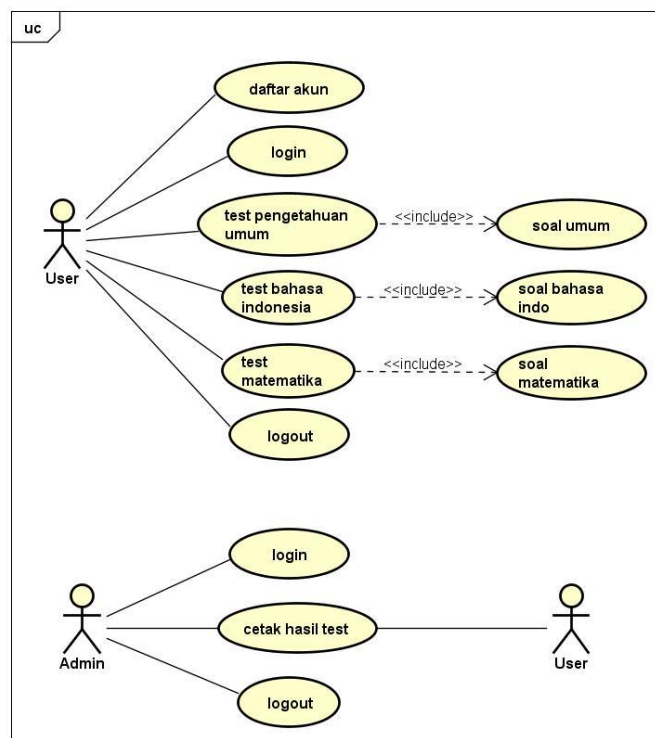 uc
daftar akun
login
test pengetahuan
umum
<<include>>
soal umum
User
test bahasa
indonesia
<<include>>
soal bahasa
indo
test
matematika
<<include>>
soal
matematika
logout
login
Admin
cetak hasil test
User
logout